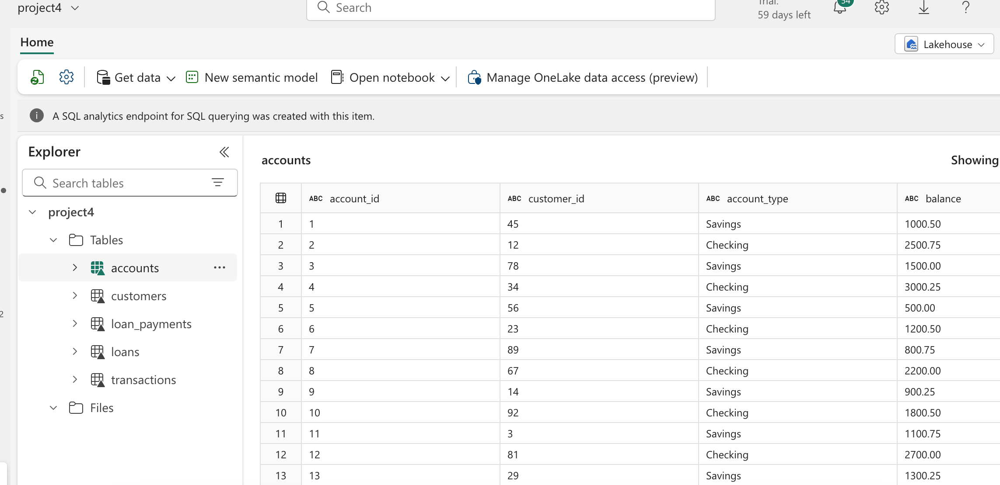 project4
Search
Trial:
59 days left
54
Home
Lakehouse
Get data
New semantic model
Open notebook
Manage OneLake data access (preview)
A SQL analytics endpoint for SQL querying was created with this item.
Explorer
Search tables
project4
Tables
accounts
customers
loan_payments
loans
transactions
Files
accounts
Showing
ABC account_id ABC customer_id ABC account_type ABC balance
1 1 45 Savings 1000.50
2 2 12 Checking 2500.75
3 3 78 Savings 1500.00
4 4 34 Checking 3000.25
5 5 56 Savings 500.00
6 6 23 Checking 1200.50
7 7 89 Savings 800.75
8 8 67 Checking 2200.00
9 9 14 Savings 900.25
10 10 92 Checking 1800.50
11 11 3 Savings 1100.75
12 12 81 Checking 2700.00
13 13 29 Savings 1300.25